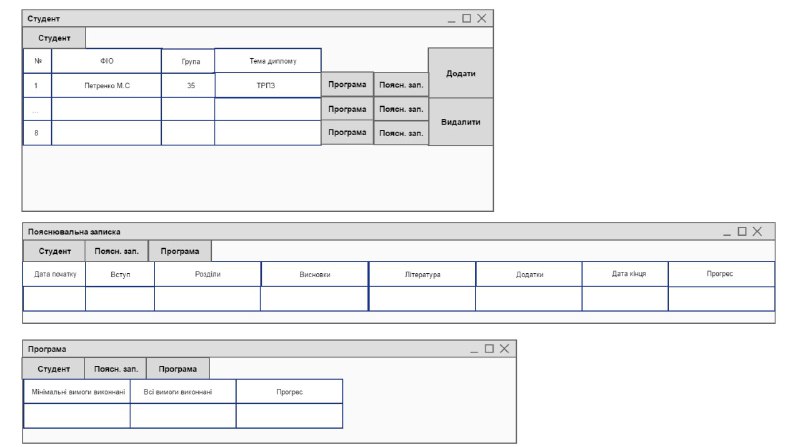 Студент
Студент
№ ФІО Група Тема диплому
1 Петренко М.С 35 ТРПЗ Програма Поясн. зап. Додати
... Програма Поясн. зап.
8 Програма Поясн. зап. Видалити
Пояснювальна записка
Студент Поясн. зап. Програма
Дата початку Вступ Розділи Висновки Література Додатки Дата кінця Прогрес
Програма
Студент Поясн. зап. Програма
Мінімальні вимоги виконнані Всі вимоги виконнані Прогрес